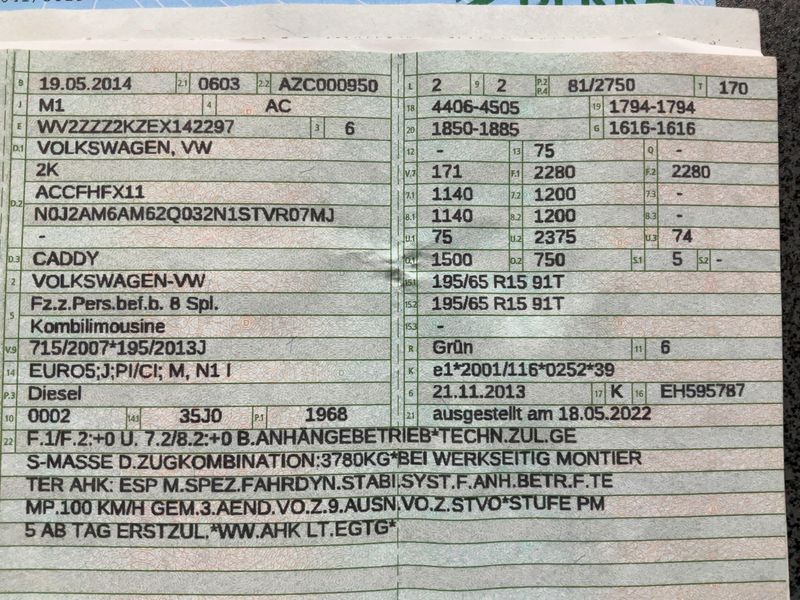 B 19.05.2014 2.1 0603 2.2 AZC000950
J M1 4 AC
E WV2ZZZ2KZEX142297 3 6
D.1 VOLKSWAGEN, VW
2K
D.2 ACCFHFX11
N0J2AM6AM62Q032N1STVR07MJ
-
D.3 CADDY
2 VOLKSWAGEN-VW
5 Fz.z.Pers.bef.b. 8 Spl.
Kombilimousine
V.9 715/2007*195/2013J
14 EURO5;J;PI/CI; M, N1 I
P.3 Diesel
10 0002 14.1 35J0 P.1 1968
L 2 9 2 P.2 P.4 81/2750 T 170
18 4406-4505 19 1794-1794
20 1850-1885 G 1616-1616
12 - 13 75 Q -
V.7 171 F.1 2280 F.2 2280
7.1 1140 7.2 1200 7.3 -
8.1 1140 8.2 1200 8.3 -
U.1 75 U.2 2375 U.3 74
O.1 1500 O.2 750 S.1 5 S.2 -
15.1 195/65 R15 91T
15.2 195/65 R15 91T
15.3 -
R Grün 11 6
K e1*2001/116*0252*39
6 21.11.2013 17 K 16 EH595787
21 ausgestellt am 18.05.2022
22 F.1/F.2:+0 U. 7.2/8.2:+0 B.ANHÄNGEBETRIEB*TECHN.ZUL.GE
S-MASSE D.ZUGKOMBINATION:3780KG*BEI WERKSEITIG MONTIER
TER AHK: ESP M.SPEZ.FAHRDYN.STABI.SYST.F.ANH.BETR.F.TE
MP.100 KM/H GEM.3.AEND.VO.Z.9.AUSN.VO.Z.STVO*STUFE PM
5 AB TAG ERSTZUL.*WW.AHK LT.EGTG*